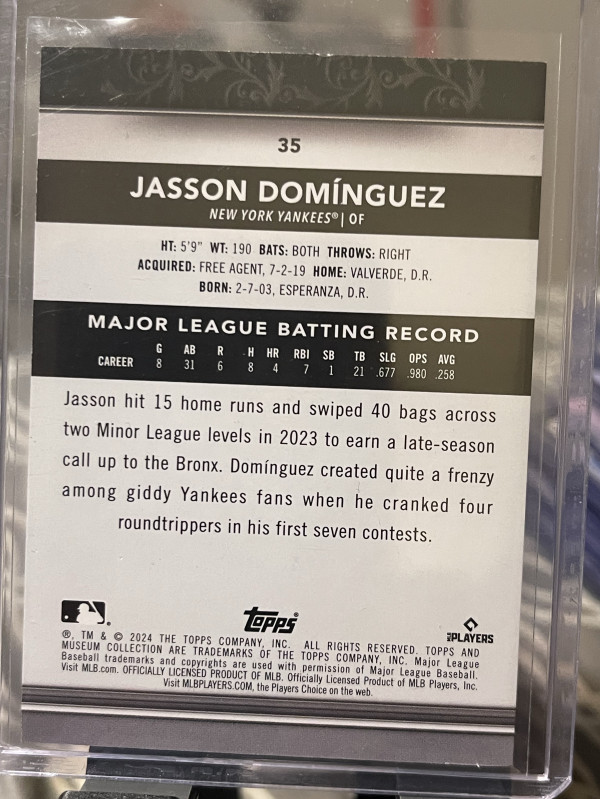 35
JASSON DOMÍNGUEZ
NEW YORK YANKEES® | OF
HT: 5'9" WT: 190 BATS: BOTH THROWS: RIGHT
ACQUIRED: FREE AGENT, 7-2-19 HOME: VALVERDE, D.R.
BORN: 2-7-03, ESPERANZA, D.R.
MAJOR LEAGUE BATTING RECORD
G AB R H HR RBI SB TB SLG OPS AVG
CAREER 8 31 6 8 4 7 1 21 .677 .980 .258
Jasson hit 15 home runs and swiped 40 bags across
two Minor League levels in 2023 to earn a late-season
call up to the Bronx. Domínguez created quite a frenzy
among giddy Yankees fans when he cranked four
roundtrippers in his first seven contests.
topps
MLB PLAYERS
®, TM & © 2024 THE TOPPS COMPANY, INC. ALL RIGHTS RESERVED. TOPPS AND
MUSEUM COLLECTION ARE TRADEMARKS OF THE TOPPS COMPANY, INC. Major League
Baseball trademarks and copyrights are used with permission of Major League Baseball.
Visit MLB.com. OFFICIALLY LICENSED PRODUCT OF MLB. Officially Licensed Product of MLB Players, Inc.
Visit MLBPLAYERS.COM, the Players Choice on the web.